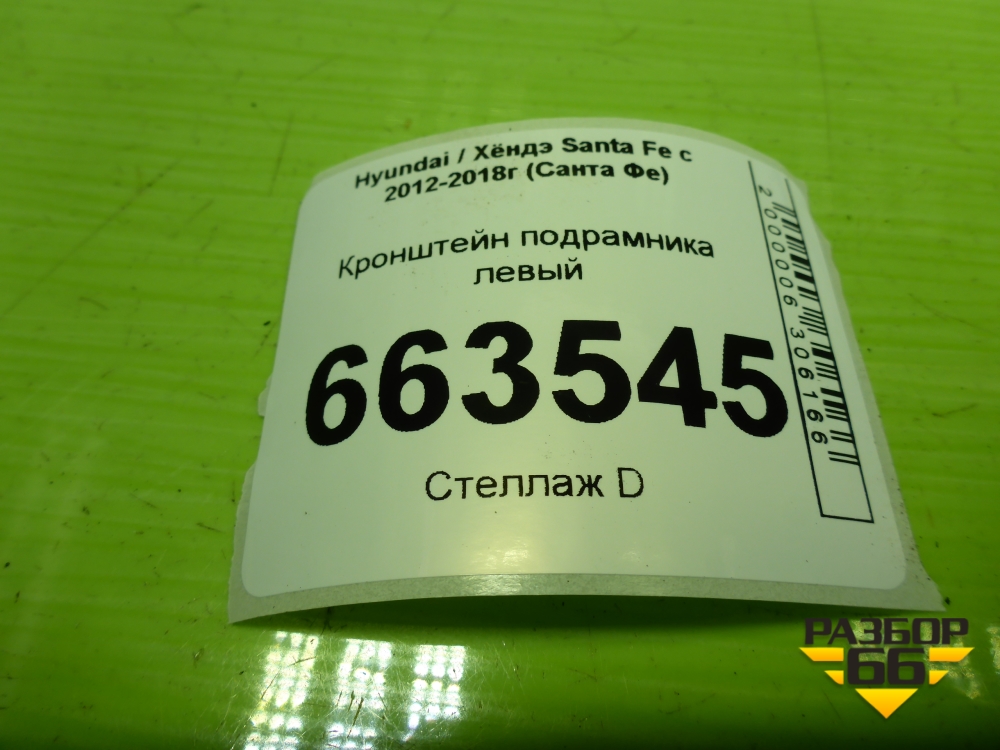 Hyundai / Хёндэ Santa Fe с
2012-2018г (Санта Фе)
Кронштейн подрамника
левый
663545
Стеллаж D
2000006306166
РАЗБОР
66